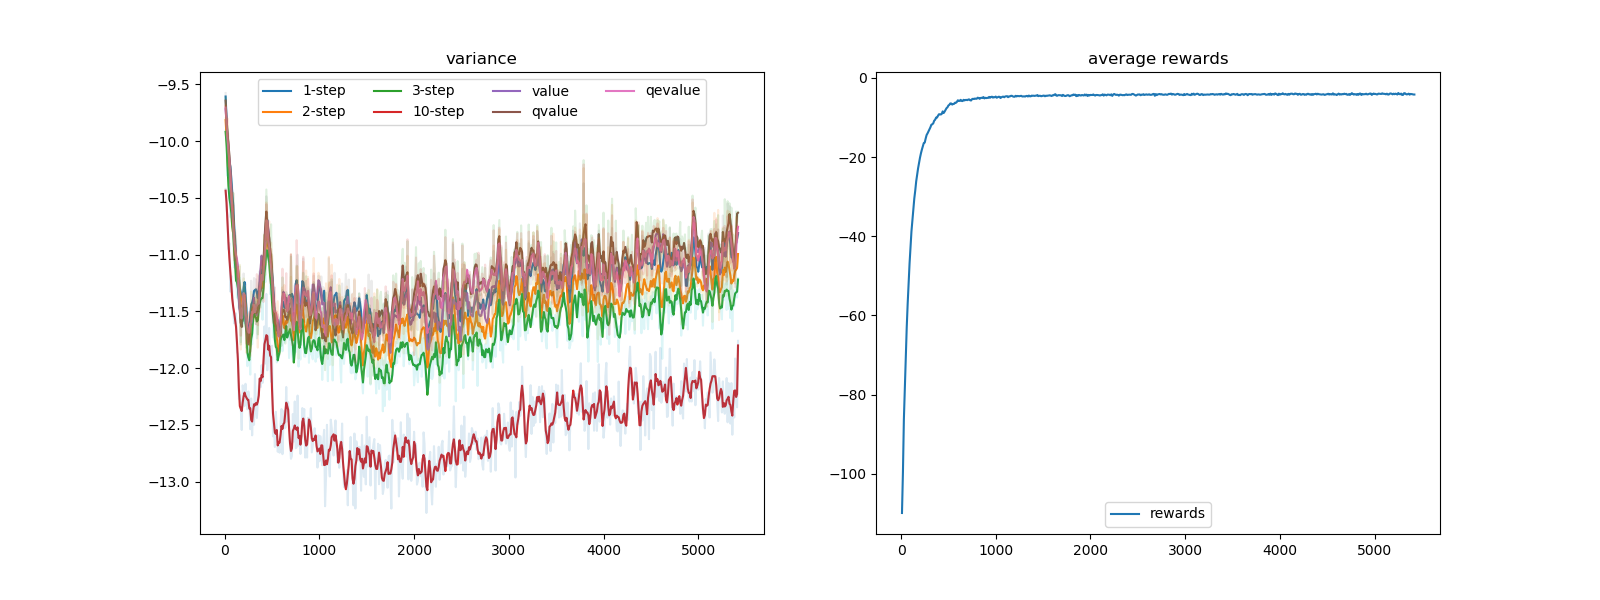 variance
−9.5
−10.0
−10.5
−11.0
−11.5
−12.0
−12.5
−13.0
1-step 3-step value qevalue
2-step 10-step qvalue
0 1000 2000 3000 4000 5000
average rewards
0
−20
−40
−60
−80
−100
rewards
0 1000 2000 3000 4000 5000